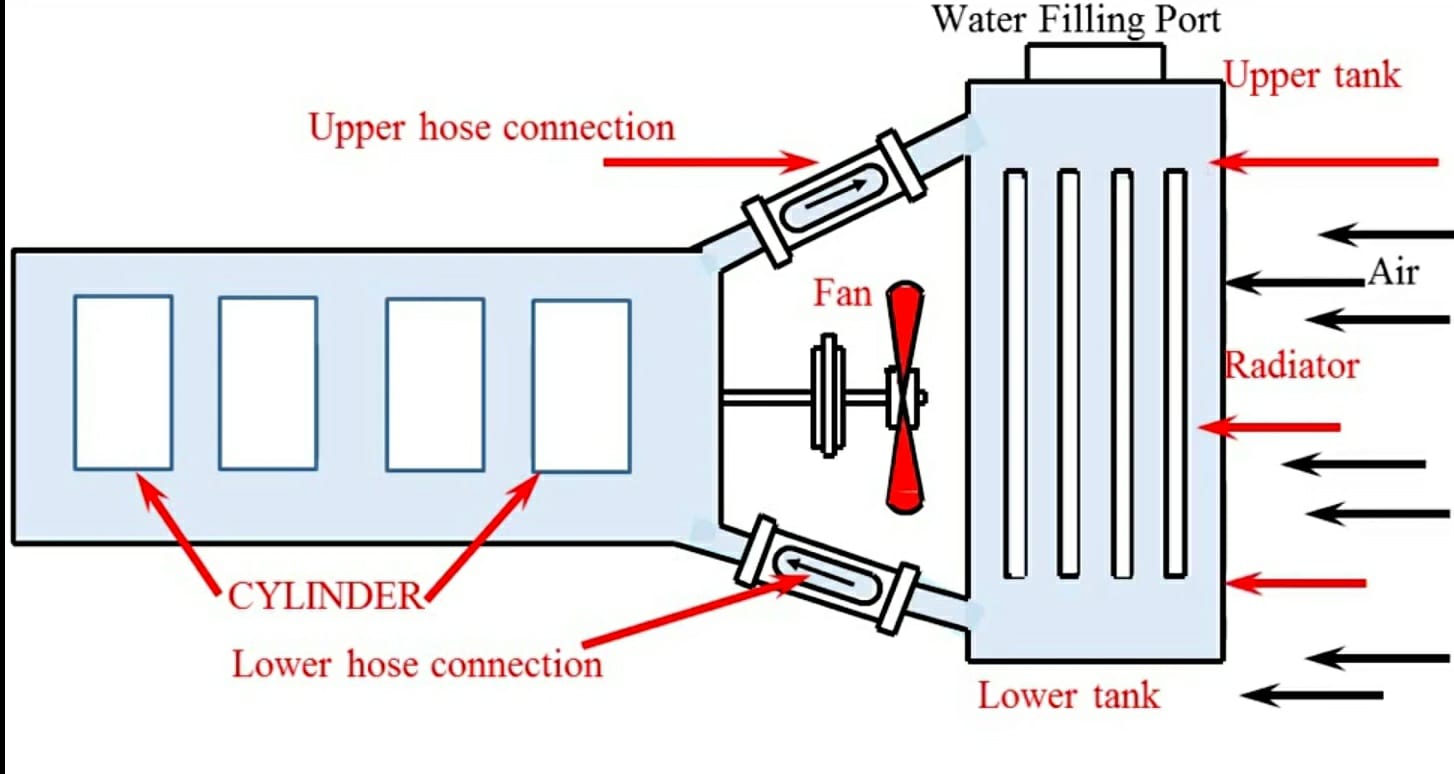 Water Filling Port
Upper tank
Upper hose connection
Air
Fan
Radiator
CYLINDER
Lower hose connection
Lower tank